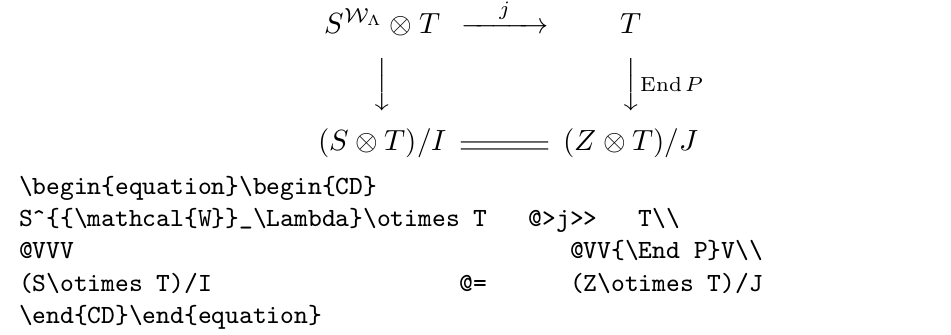 S^{𝒲_Λ} ⊗ T j T
End P
(S ⊗ T)/I (Z ⊗ T)/J
\begin{equation}\begin{CD}
S^{{\mathcal{W}}_\Lambda}\otimes T @>j>> T\\
@VVV @VV{\End P}V\\
(S\otimes T)/I @= (Z\otimes T)/J
\end{CD}\end{equation}